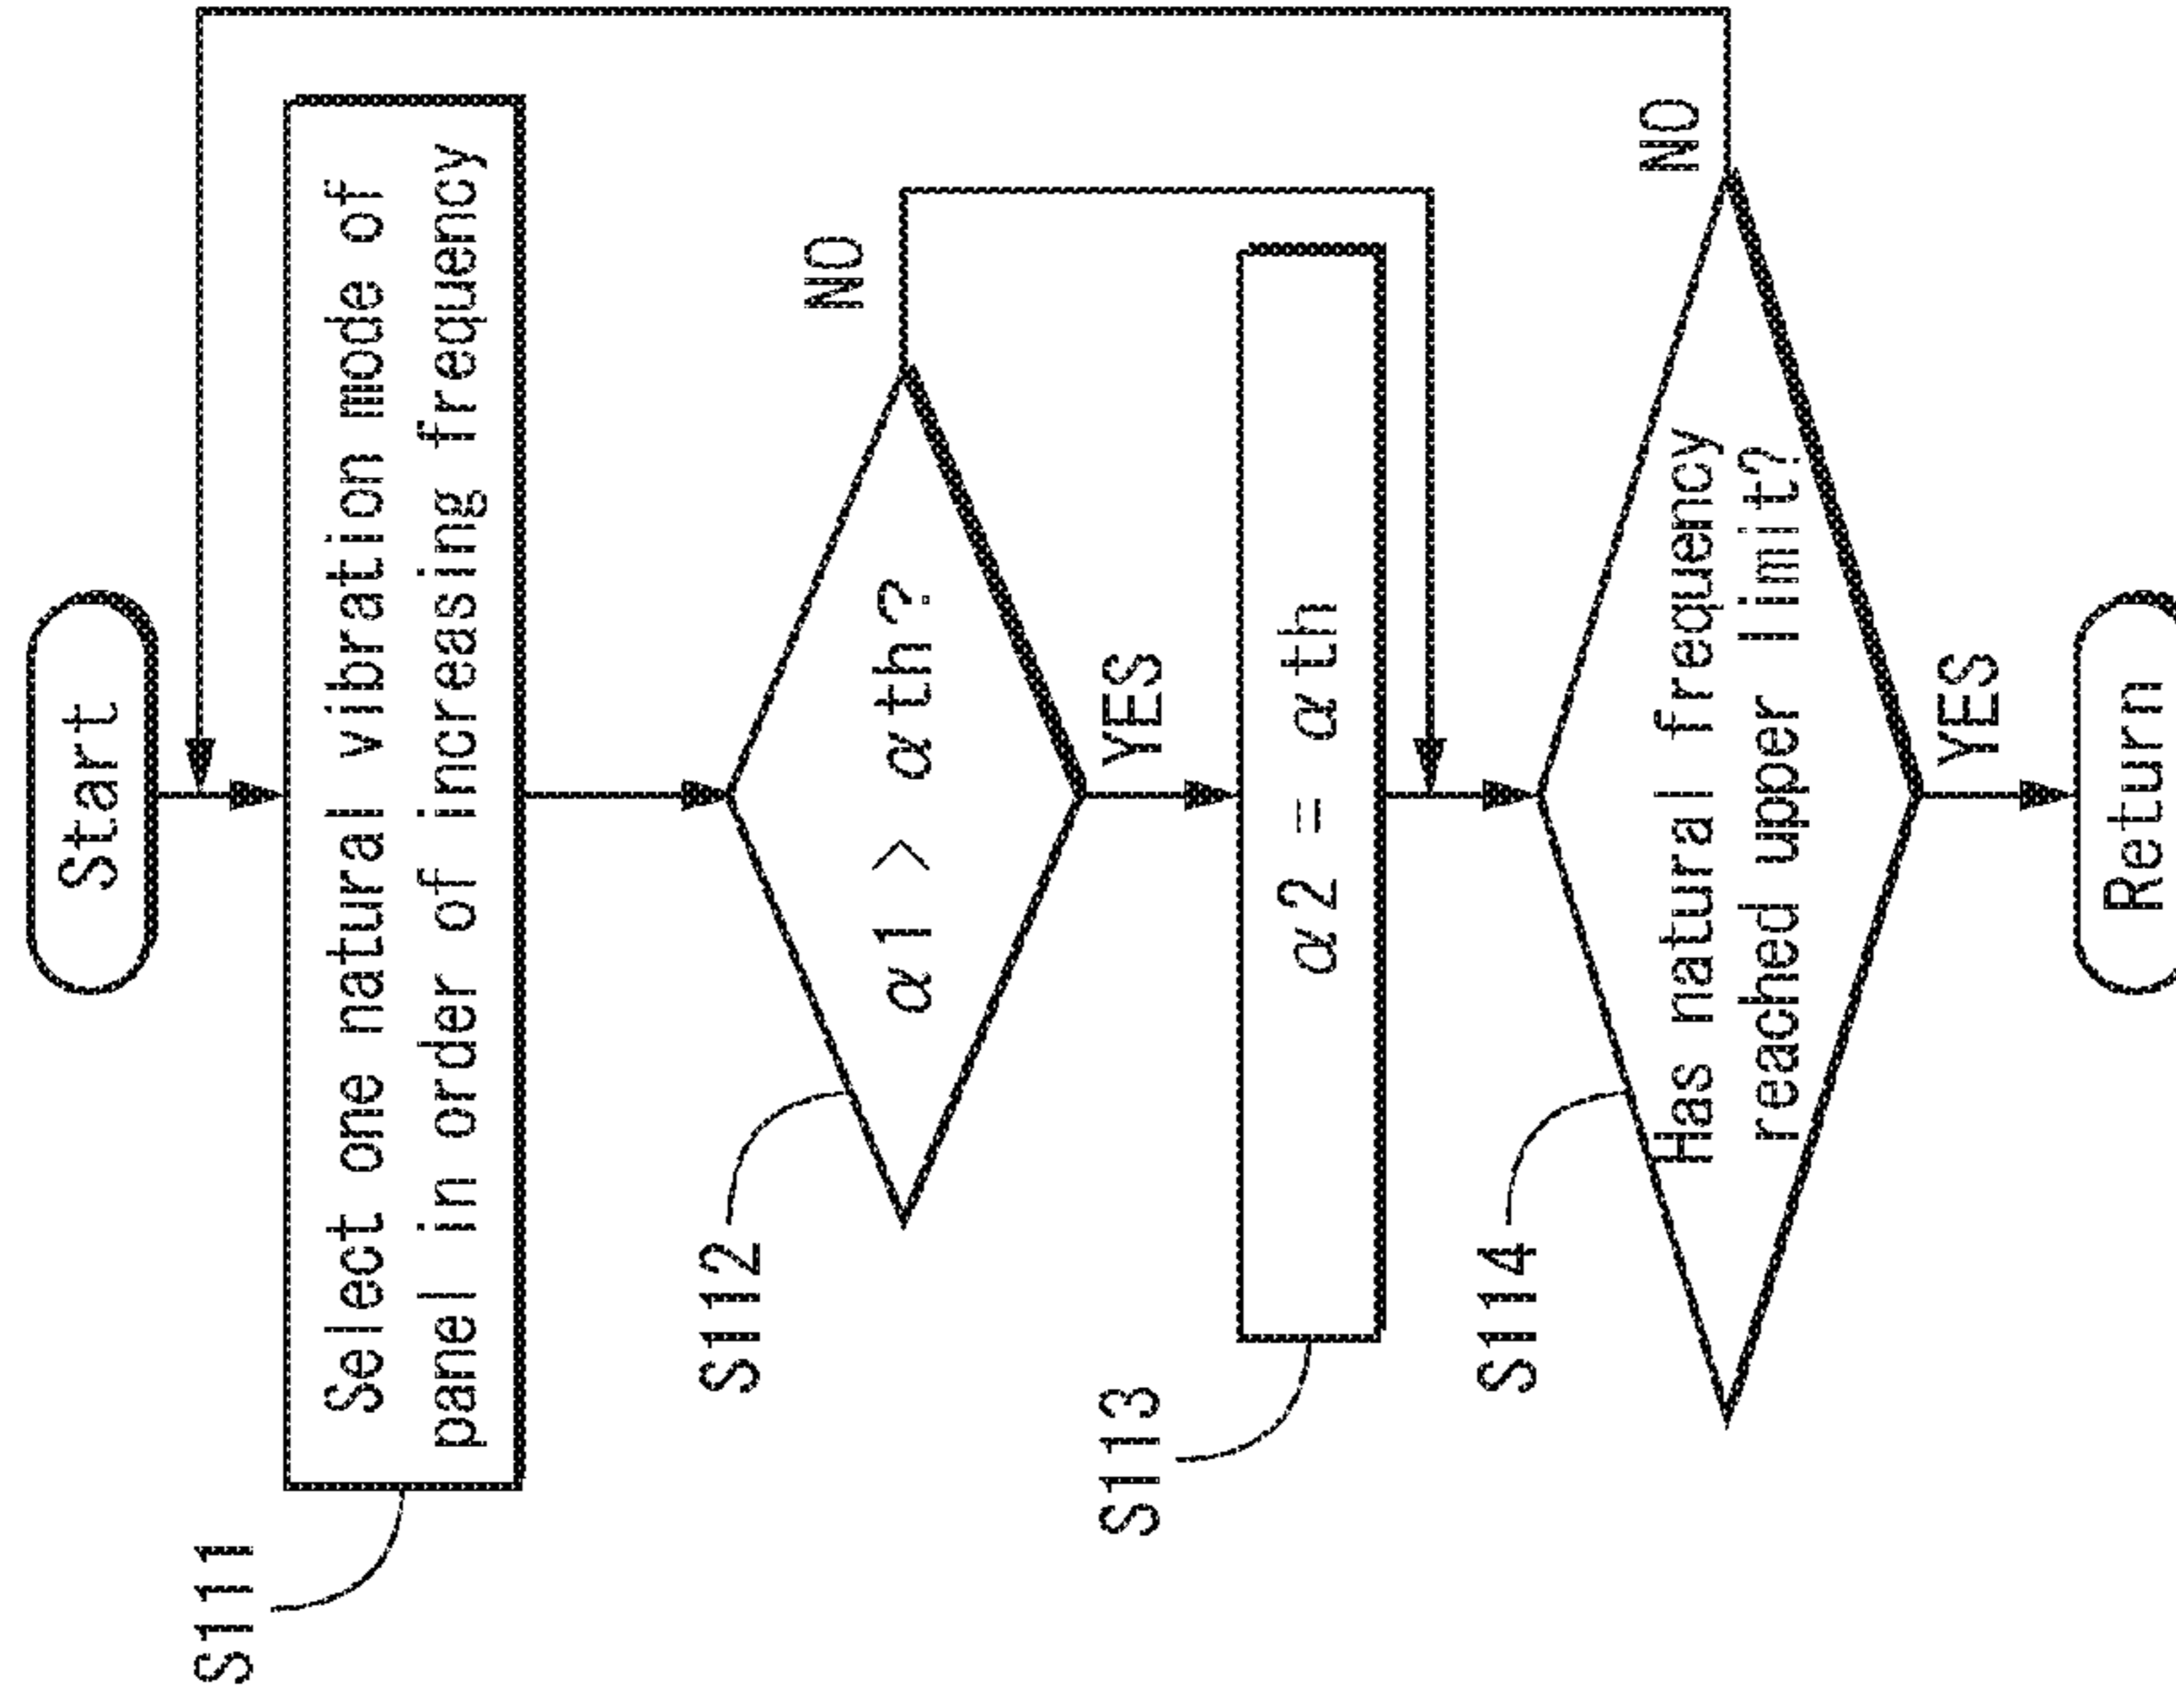 Start
S111
Select one natural vibration mode of
panel in order of increasing frequency
S112
α1 > αth?
NO
YES
S113
α2 = αth
S114
Has natural frequency
reached upper limit?
NO
YES
Return